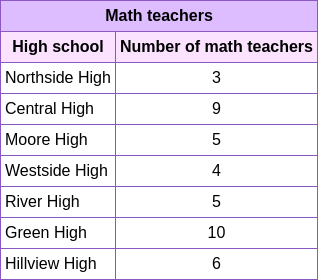 Math teachers
High school Number of math teachers
Northside High 3
Central High 9
Moore High 5
Westside High 4
River High 5
Green High 10
Hillview High 6